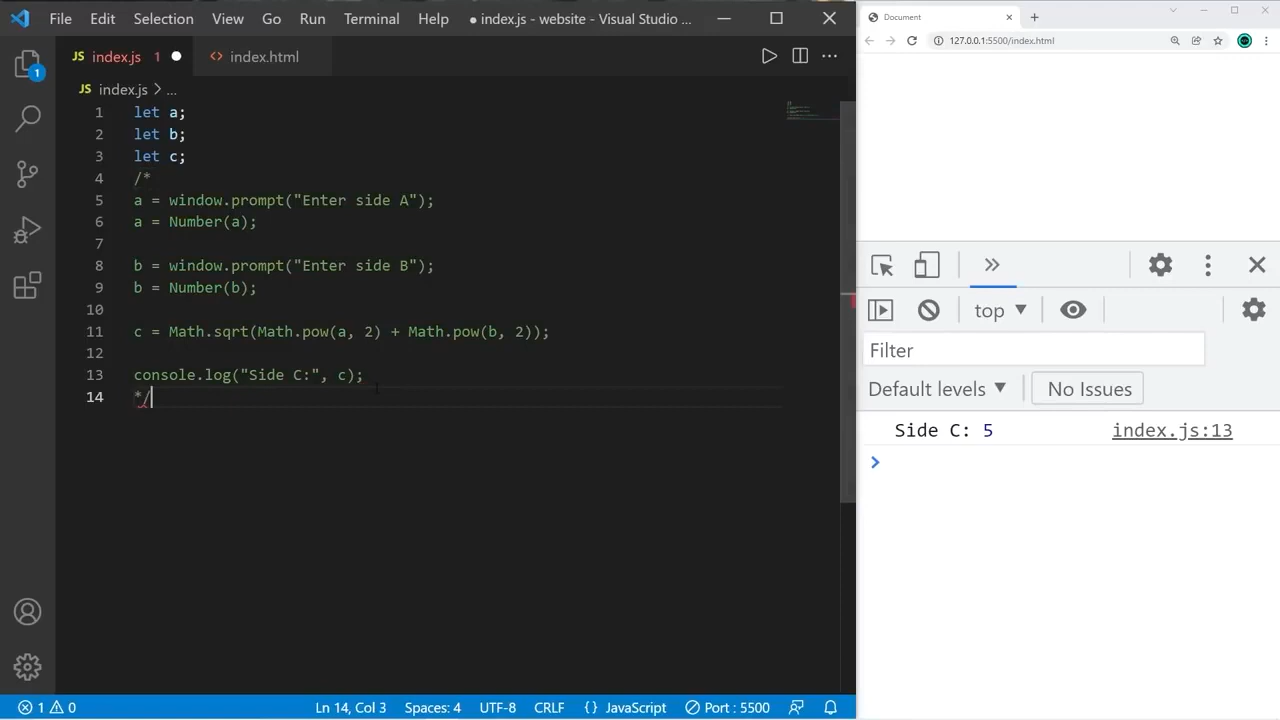 File Edit Selection View Go Run Terminal Help ● index.js - website - Visual Studio ...
JS index.js 1 ● <> index.html
1
JS index.js > ...
1 let a;
2 let b;
3 let c;
4 /*
5 a = window.prompt("Enter side A");
6 a = Number(a);
7
8 b = window.prompt("Enter side B");
9 b = Number(b);
10
11 c = Math.sqrt(Math.pow(a, 2) + Math.pow(b, 2));
12
13 console.log("Side C:", c);
14 */
1 0 Ln 14, Col 3 Spaces: 4 UTF-8 CRLF {} JavaScript Port : 5500
Document
127.0.0.1:5500/index.html
top
Filter
Default levels No Issues
Side C: 5 index.js:13